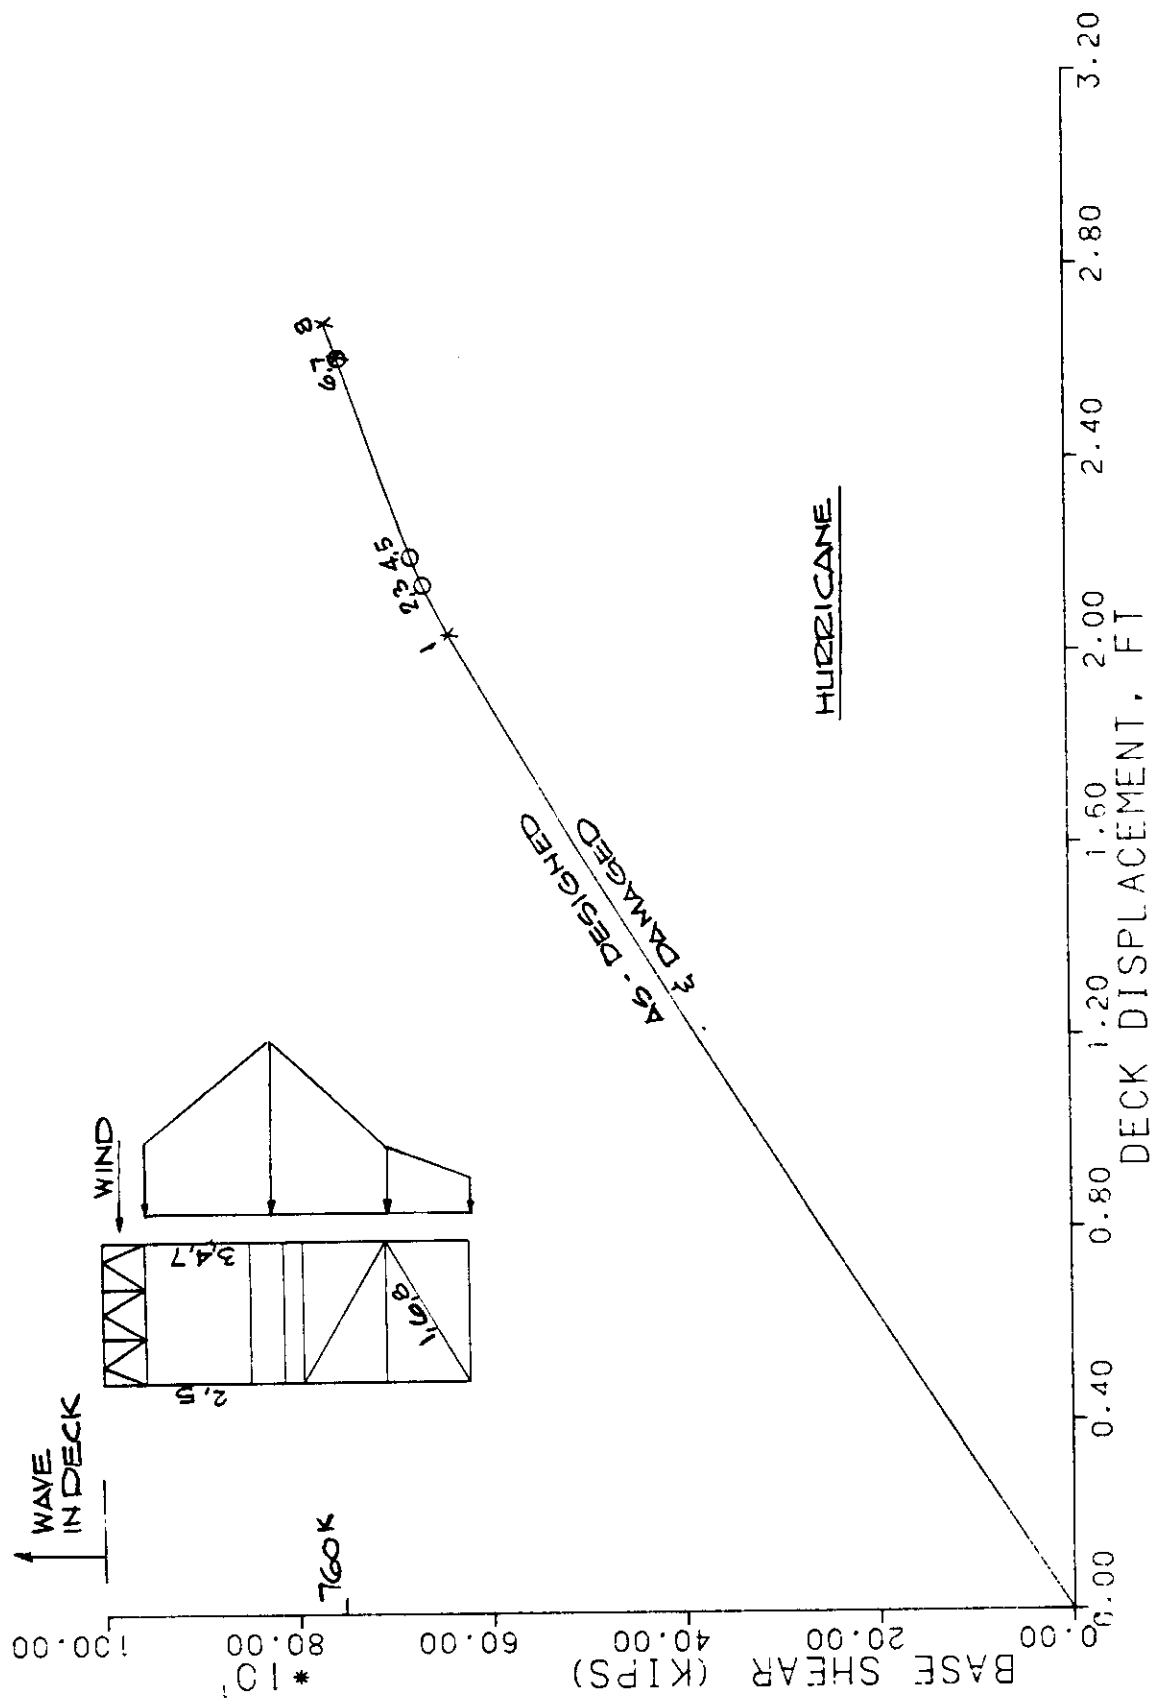 WAVE
IN DECK
WIND
2,5
3,4,7
1,6,8
760K
*10¹
100.00
80.00
60.00
40.00
20.00
0.00
BASE SHEAR (KIPS)
AS-DESIGNED
& DAMAGED
1
2,3
4,5
6,7
8
HURRICANE
0.00
0.40
0.80
1.20
1.60
2.00
2.40
2.80
3.20
DECK DISPLACEMENT, FT